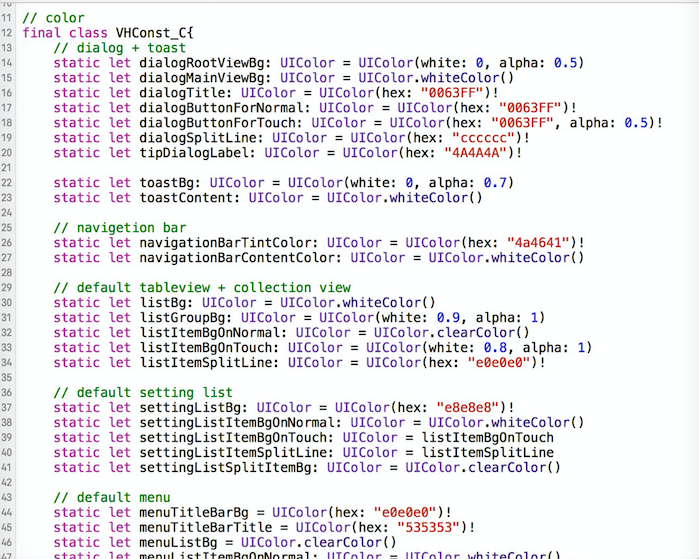 11 // color
12 final class VHConst_C{
13 // dialog + toast
14 static let dialogRootViewBg: UIColor = UIColor(white: 0, alpha: 0.5)
15 static let dialogMainViewBg: UIColor = UIColor.whiteColor()
16 static let dialogTitle: UIColor = UIColor(hex: "0063FF")!
17 static let dialogButtonForNormal: UIColor = UIColor(hex: "0063FF")!
18 static let dialogButtonForTouch: UIColor = UIColor(hex: "0063FF", alpha: 0.5)!
19 static let dialogSplitLine: UIColor = UIColor(hex: "cccccc")!
20 static let tipDialogLabel: UIColor = UIColor(hex: "4A4A4A")!
21
22 static let toastBg: UIColor = UIColor(white: 0, alpha: 0.7)
23 static let toastContent: UIColor = UIColor.whiteColor()
24
25 // navigetion bar
26 static let navigationBarTintColor: UIColor = UIColor(hex: "4a4641")!
27 static let navigationBarContentColor: UIColor = UIColor.whiteColor()
28
29 // default tableview + collection view
30 static let listBg: UIColor = UIColor.whiteColor()
31 static let listGroupBg: UIColor = UIColor(white: 0.9, alpha: 1)
32 static let listItemBgOnNormal: UIColor = UIColor.clearColor()
33 static let listItemBgOnTouch: UIColor = UIColor(white: 0.8, alpha: 1)
34 static let listItemSplitLine: UIColor = UIColor(hex: "e0e0e0")!
35
36 // default setting list
37 static let settingListBg: UIColor = UIColor(hex: "e8e8e8")!
38 static let settingListItemBgOnNormal: UIColor = UIColor.whiteColor()
39 static let settingListItemBgOnTouch: UIColor = listItemBgOnTouch
40 static let settingListItemSplitLine: UIColor = listItemSplitLine
41 static let settingListSplitItemBg: UIColor = UIColor.clearColor()
42
43 // default menu
44 static let menuTitleBarBg = UIColor(hex: "e0e0e0")!
45 static let menuTitleBarTitle = UIColor(hex: "535353")!
46 static let menuListBg = UIColor.clearColor()
47 static let menuListItemBgOnNormal: UIColor = UIColor.whiteColor()